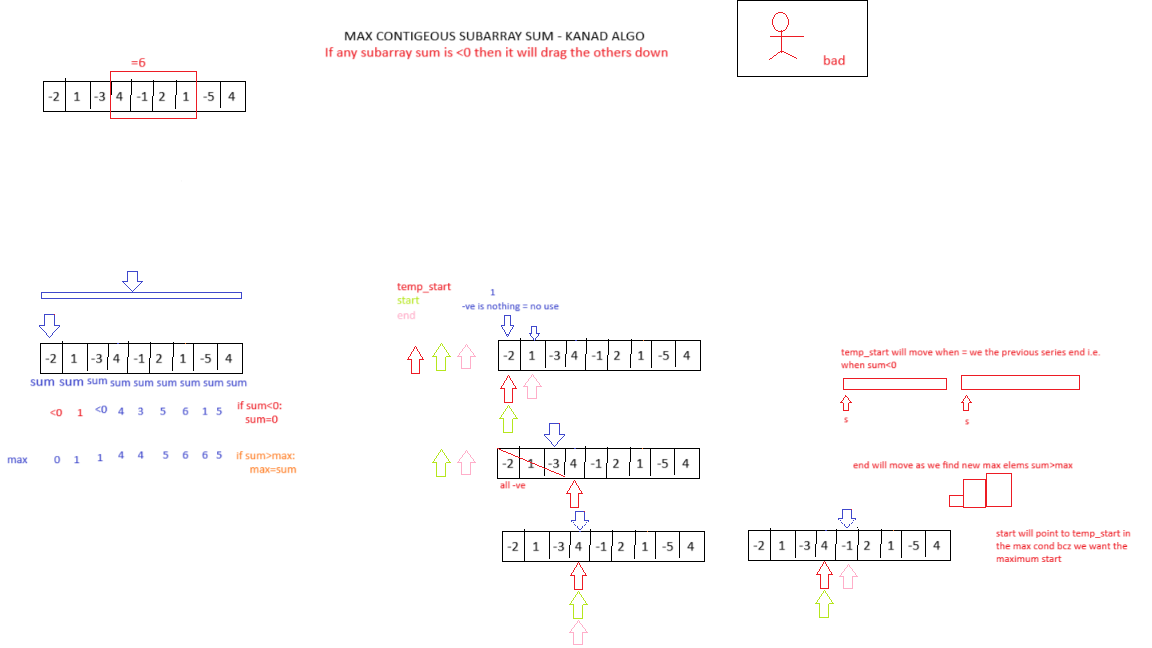 MAX CONTIGEOUS SUBARRAY SUM - KANAD ALGO
If any subarray sum is <0 then it will drag the others down
bad
=6
-2 1 -3 4 -1 2 1 -5 4
-2 1 -3 4 -1 2 1 -5 4
sum sum sum sum sum sum sum sum sum
<0 1 <0 4 3 5 6 1 5
if sum<0:
sum=0
max 0 1 1 4 4 5 6 6 5
if sum>max:
max=sum
temp_start
start
end
1
-ve is nothing = no use
-2 1 -3 4 -1 2 1 -5 4
-2 1 -3 4 -1 2 1 -5 4
all -ve
-2 1 -3 4 -1 2 1 -5 4
-2 1 -3 4 -1 2 1 -5 4
temp_start will move when = we the previous series end i.e.
when sum<0
s s
end will move as we find new max elems sum>max
start will point to temp_start in
the max cond bcz we want the
maximum start